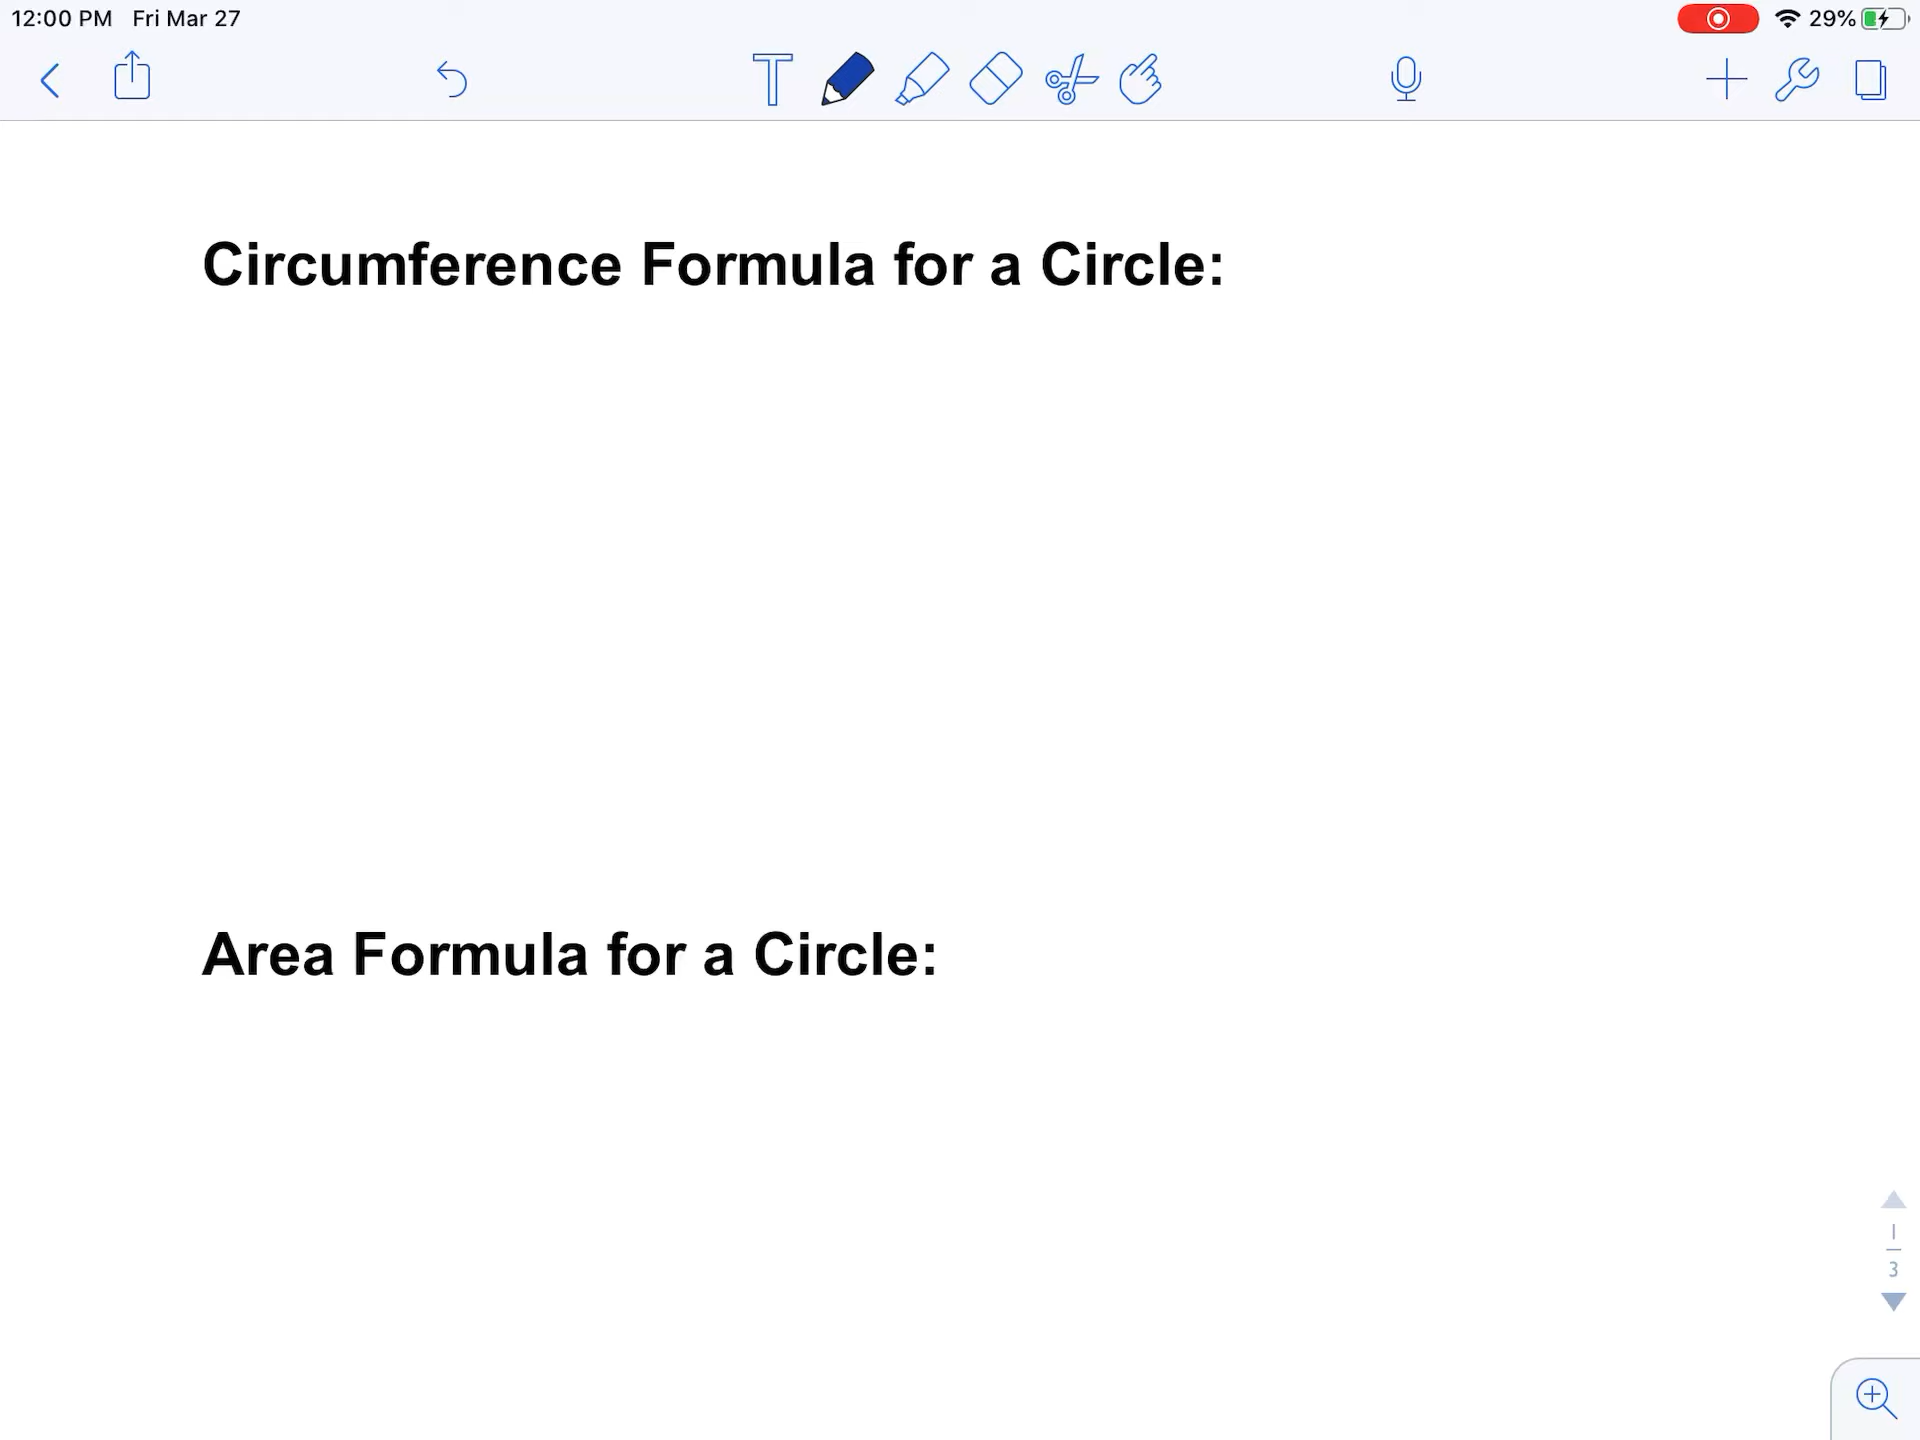 12:00 PM Fri Mar 27
29%
T
Circumference Formula for a Circle:
Area Formula for a Circle:
1
3